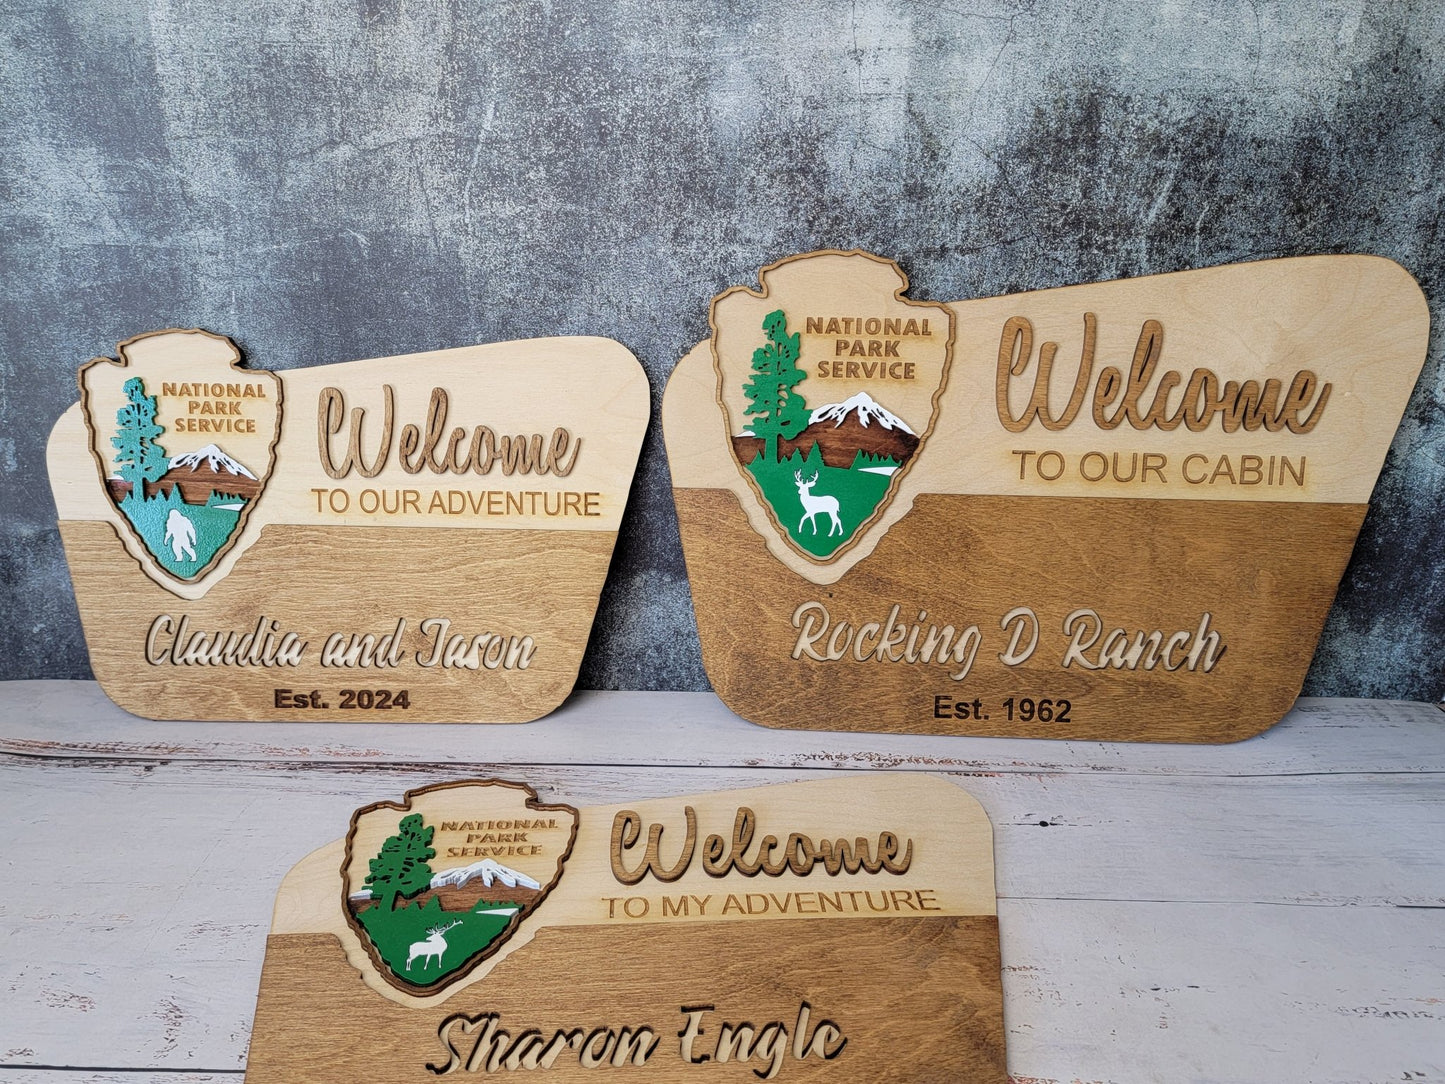 NATIONAL
PARK
SERVICE
Welcome
TO OUR ADVENTURE
Claudia and Jason
Est. 2024
NATIONAL
PARK
SERVICE
Welcome
TO OUR CABIN
Rocking D Ranch
Est. 1962
NATIONAL
PARK
SERVICE
Welcome
TO MY ADVENTURE
Sharon Engle